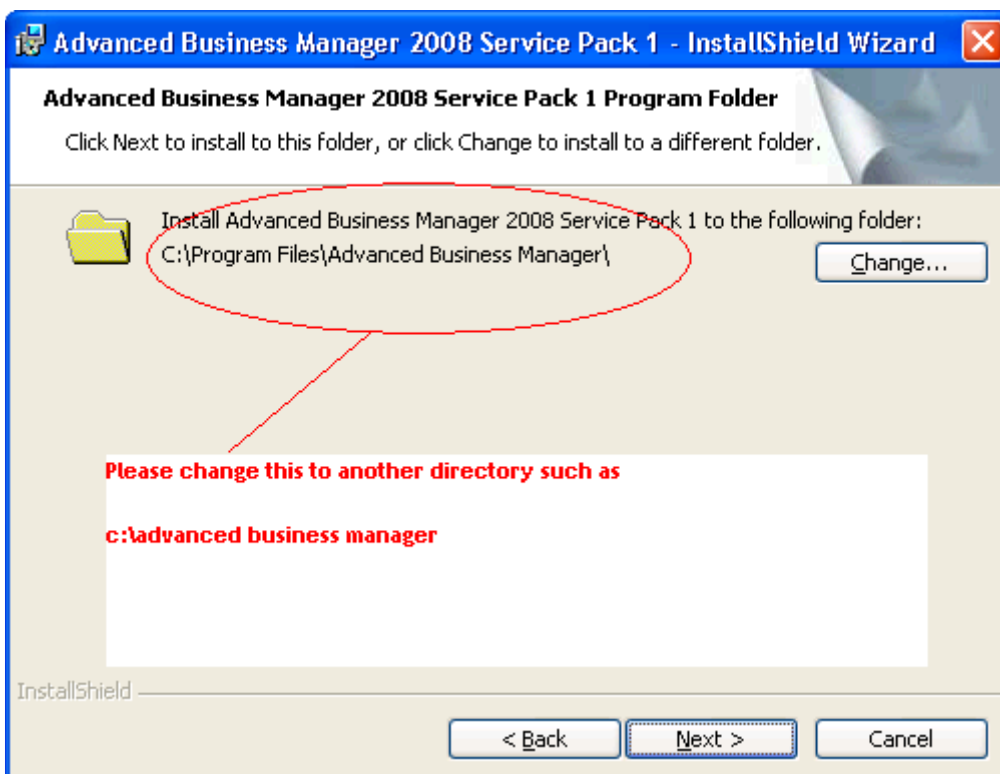 Advanced Business Manager 2008 Service Pack 1 - InstallShield Wizard
Advanced Business Manager 2008 Service Pack 1 Program Folder
Click Next to install to this folder, or click Change to install to a different folder.
Install Advanced Business Manager 2008 Service Pack 1 to the following folder:
C:\Program Files\Advanced Business Manager\
Change...
Please change this to another directory such as
c:\advanced business manager
InstallShield
< Back
Next >
Cancel